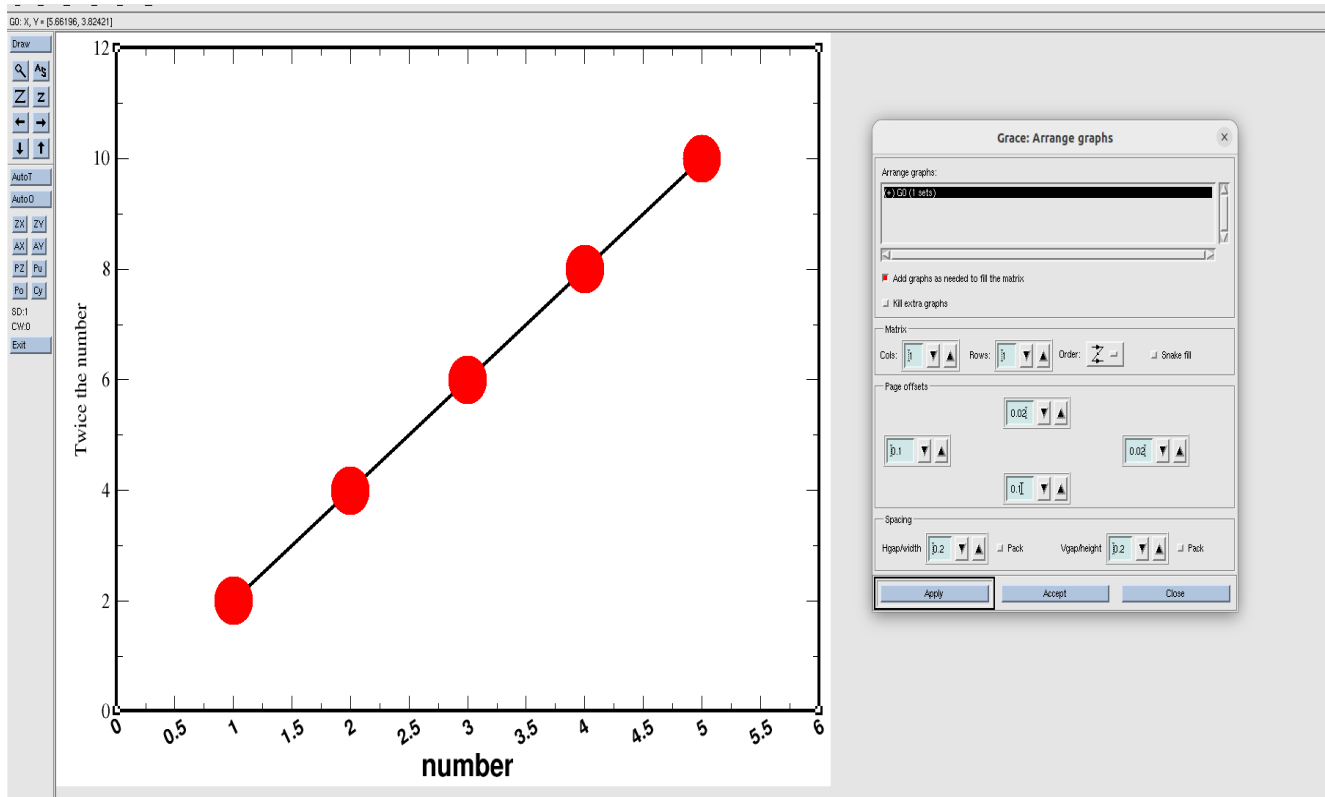 G0: X, Y = [5.66196, 3.82421]
Draw
A S
Z z
AutoT
AutoO
ZX ZY
AX AY
PZ Pu
Po Cy
SD:1
CW:0
Exit
12
10
8
6
4
2
0
Twice the number
0 0.5 1 1.5 2 2.5 3 3.5 4 4.5 5 5.5 6
number
Grace: Arrange graphs
Arrange graphs:
(+) G0 (1 sets)
Add graphs as needed to fill the matrix
Kill extra graphs
Matrix
Cols: 1 Rows: 1 Order: Snake fill
Page offsets
0.02
0.1 0.02
0.1
Spacing
Hgap/width 0.2 Pack Vgap/height 0.2 Pack
Apply Accept Close